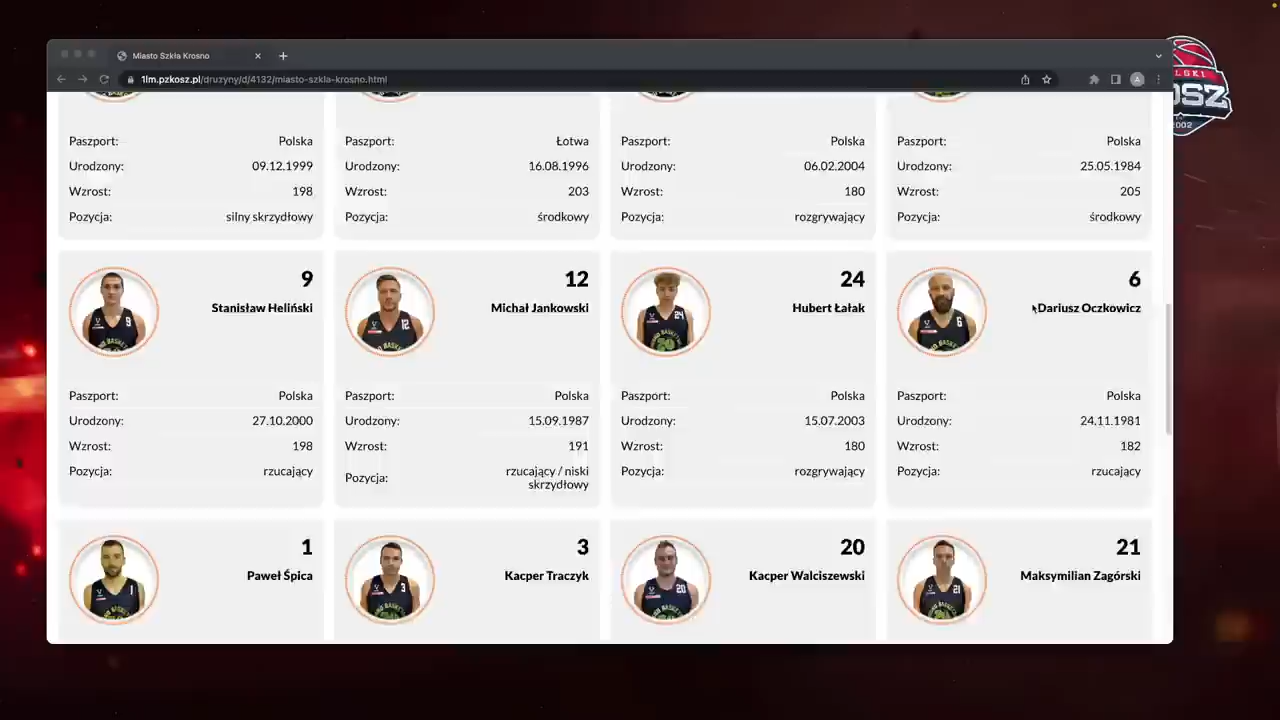 Miasto Szkła Krosno
1lm.pzkosz.pl/druzyny/d/4132/miasto-szkla-krosno.html
LSKI
OSZ
2002
Paszport: Polska
Urodzony: 09.12.1999
Wzrost: 198
Pozycja: silny skrzydłowy
Paszport: Łotwa
Urodzony: 16.08.1996
Wzrost: 203
Pozycja: środkowy
Paszport: Polska
Urodzony: 06.02.2004
Wzrost: 180
Pozycja: rozgrywający
Paszport: Polska
Urodzony: 25.05.1984
Wzrost: 205
Pozycja: środkowy
9
Stanisław Heliński
Paszport: Polska
Urodzony: 27.10.2000
Wzrost: 198
Pozycja: rzucający
12
Michał Jankowski
Paszport: Polska
Urodzony: 15.09.1987
Wzrost: 191
Pozycja: rzucający / niski
skrzydłowy
24
Hubert Łałak
Paszport: Polska
Urodzony: 15.07.2003
Wzrost: 180
Pozycja: rozgrywający
6
Dariusz Oczkowicz
Paszport: Polska
Urodzony: 24.11.1981
Wzrost: 182
Pozycja: rzucający
1
Paweł Śpica
3
Kacper Traczyk
20
Kacper Walciszewski
21
Maksymilian Zagórski